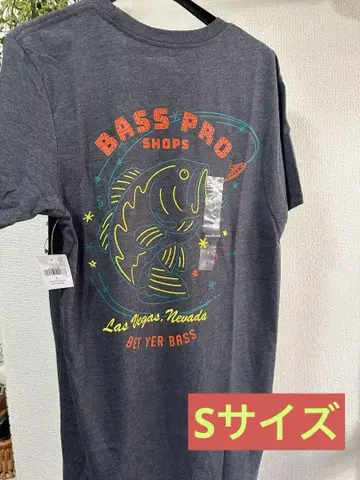 BASS PRO
SHOPS
Las Vegas, Nevada
BET YER BASS
Sサイズ